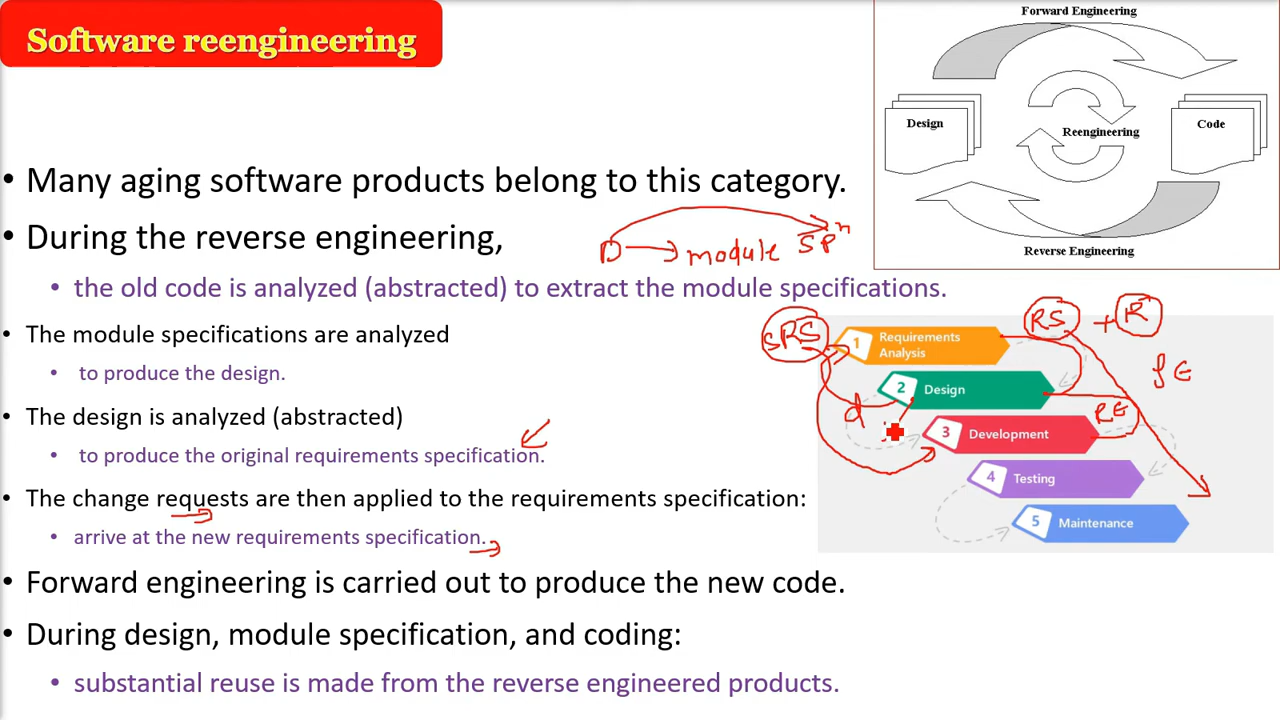 Software reengineering
Forward Engineering
Design
Reengineering
Code
Reverse Engineering
• Many aging software products belong to this category.
• During the reverse engineering,
D → module SPn
• the old code is analyzed (abstracted) to extract the module specifications.
• The module specifications are analyzed
• to produce the design.
• The design is analyzed (abstracted)
• to produce the original requirements specification.
• The change requests are then applied to the requirements specification:
• arrive at the new requirements specification.
• Forward engineering is carried out to produce the new code.
• During design, module specification, and coding:
• substantial reuse is made from the reverse engineered products.
SRS
RS + R
1 Requirements
Analysis
2 Design
d
RE
3 Development
4 Testing
5 Maintenance